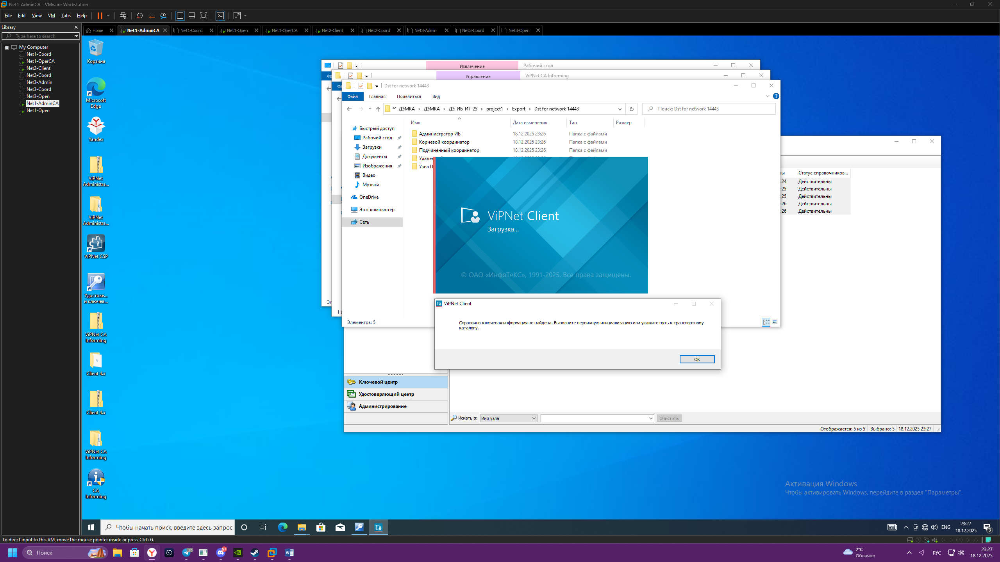 Net1-AdminCA - VMware Workstation
File Edit View VM Tabs Help
Library
Type here to search
My Computer
Net1-Coord
Net1-OperCA
Net2-Client
Net2-Coord
Net3-Admin
Net3-Coord
Net3-Open
Net1-AdminCA
Net1-Open
Home Net1-AdminCA Net1-Coord Net1-Open Net1-OperCA Net2-Client Net2-Coord Net3-Admin Net3-Coord Net3-Open
Корзина
Microsoft
Edge
Yandex
ViPNet
Administra...
ViPNet
Administra...
ViPNet CSP
Удостове...
и ключев...
ViPNet CA
Informing
Client 4.x
Client 4.x
ViPNet CA
Informing
CA
Informing
Извлечение Рабочий стол
Управление ViPNet CA Informing
Dst for network 14443
Файл Главная Поделиться Вид
« ДЭМКА › ДЭМКА › ДЭ-ИБ-ИТ-25 › project1 › Export › Dst for network 14443
Поиск: Dst for network 14443
Имя Дата изменения Тип Размер
Быстрый доступ
Рабочий стол
Загрузки
Документы
Изображения
Видео
Музыка
OneDrive
Этот компьютер
Сеть
Администратор ИБ 18.12.2025 23:26 Папка с файлами
Корневой координатор 18.12.2025 23:26 Папка с файлами
Подчиненный координатор 18.12.2025 23:26 Папка с файлами
Удален
Узел Ц
Элементов: 5
ViPNet Client
Загрузка...
© ОАО «ИнфоТеКС», 1991-2025. Все права защищены.
ViPNet Client
Справочно-ключевая информация не найдена. Выполните первичную инициализацию или укажите путь к транспортному
каталогу.
OK
Статус справочников...
:24 Действительны
:25 Действительны
:25 Действительны
:26 Действительны
:26 Действительны
Ключевой центр
Удостоверяющий центр
Администрирование
Искать в: Имя узла Очистить
Отображается: 5 из 5 Выбрано: 5 18.12.2025 23:27
Активация Windows
Чтобы активировать Windows, перейдите в раздел "Параметры".
Чтобы начать поиск, введите здесь запрос
ENG
23:27
18.12.2025
3
To direct input to this VM, move the mouse pointer inside or press Ctrl+G.
Поиск
30
9+
2°C
Облачно
РУС
23:27
18.12.2025